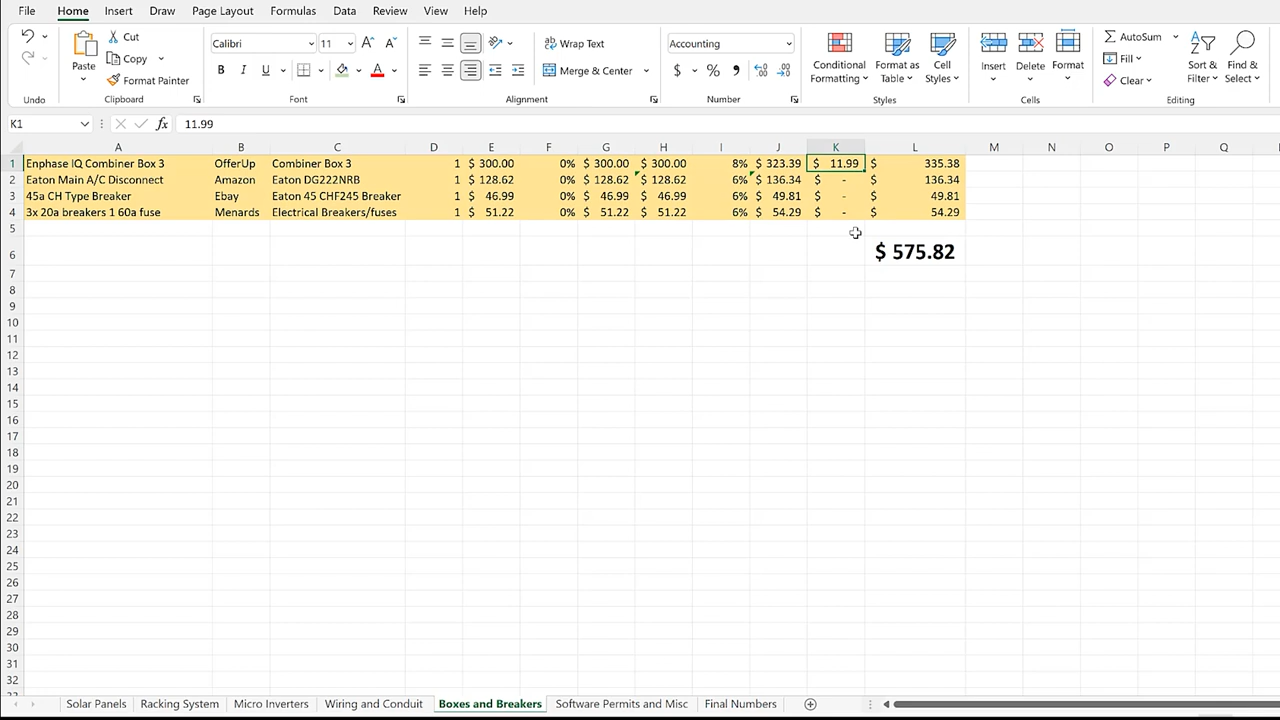 File Home Insert Draw Page Layout Formulas Data Review View Help
Cut Calibri 11 A A Wrap Text Accounting AutoSum
Paste Copy Fill
Format Painter B I U A Merge & Center $ % , Conditional Formatting Format as Table Cell Styles Insert Delete Format Clear Sort & Filter Find & Select
Undo Clipboard Font Alignment Number Styles Cells Editing
K1 fx 11.99
A B C D E F G H I J K L M N O P Q
1 Enphase IQ Combiner Box 3 OfferUp Combiner Box 3 1 $ 300.00 0% $ 300.00 $ 300.00 8% $ 323.39 $ 11.99 $ 335.38
2 Eaton Main A/C Disconnect Amazon Eaton DG222NRB 1 $ 128.62 0% $ 128.62 $ 128.62 6% $ 136.34 $ - $ 136.34
3 45a CH Type Breaker Ebay Eaton 45 CHF245 Breaker 1 $ 46.99 0% $ 46.99 $ 46.99 6% $ 49.81 $ - $ 49.81
4 3x 20a breakers 1 60a fuse Menards Electrical Breakers/fuses 1 $ 51.22 0% $ 51.22 $ 51.22 6% $ 54.29 $ - $ 54.29
5
6 $ 575.82
7
8
9
10
11
12
13
14
15
16
17
18
19
20
21
22
23
24
25
26
27
28
29
30
31
32
Solar Panels Racking System Micro Inverters Wiring and Conduit Boxes and Breakers Software Permits and Misc Final Numbers